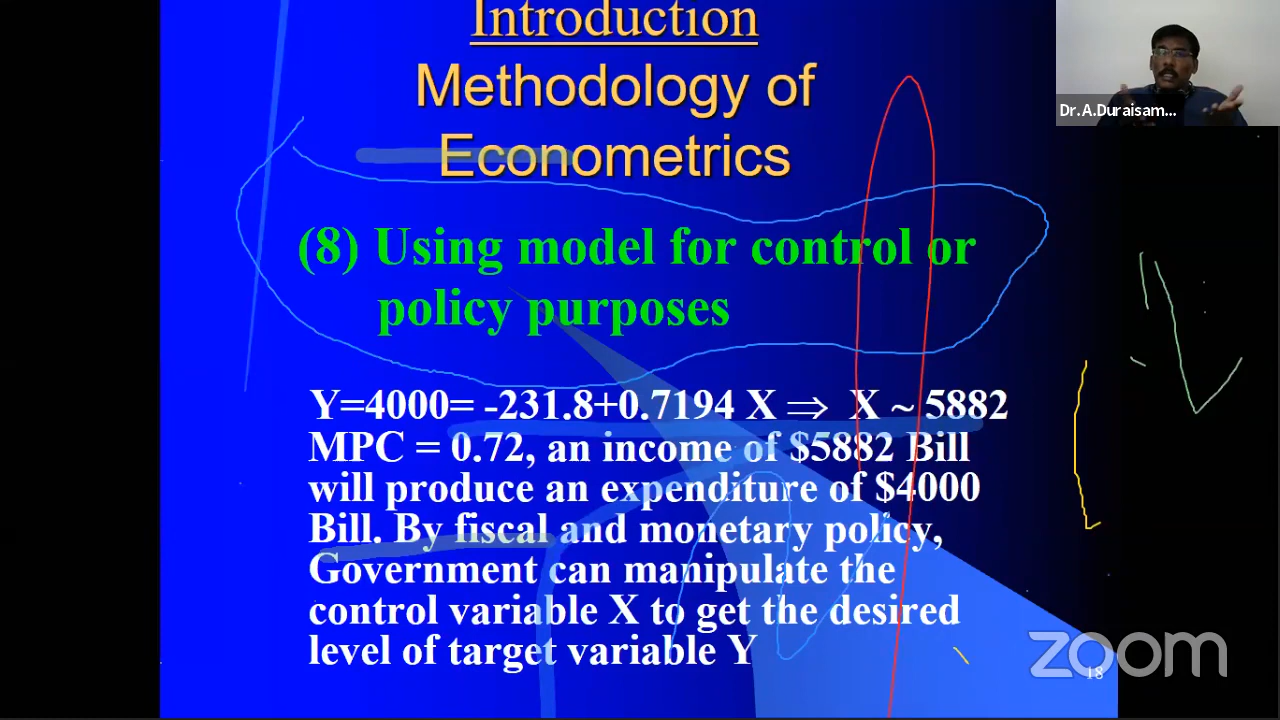 Introduction
Methodology of
Econometrics
(8) Using model for control or
policy purposes
Y=4000= -231.8+0.7194 X ⇒ X ~ 5882
MPC = 0.72, an income of $5882 Bill
will produce an expenditure of $4000
Bill. By fiscal and monetary policy,
Government can manipulate the
control variable X to get the desired
level of target variable Y
18
Dr.A.Duraisam...
zoom